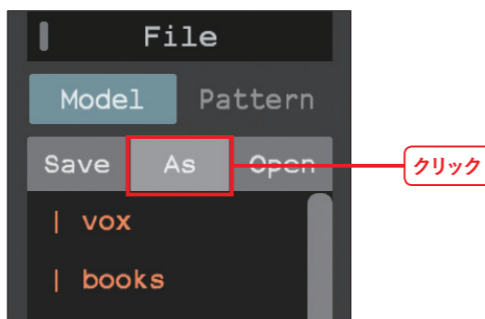 File
Model Pattern
Save As Open
クリック
| vox
| books